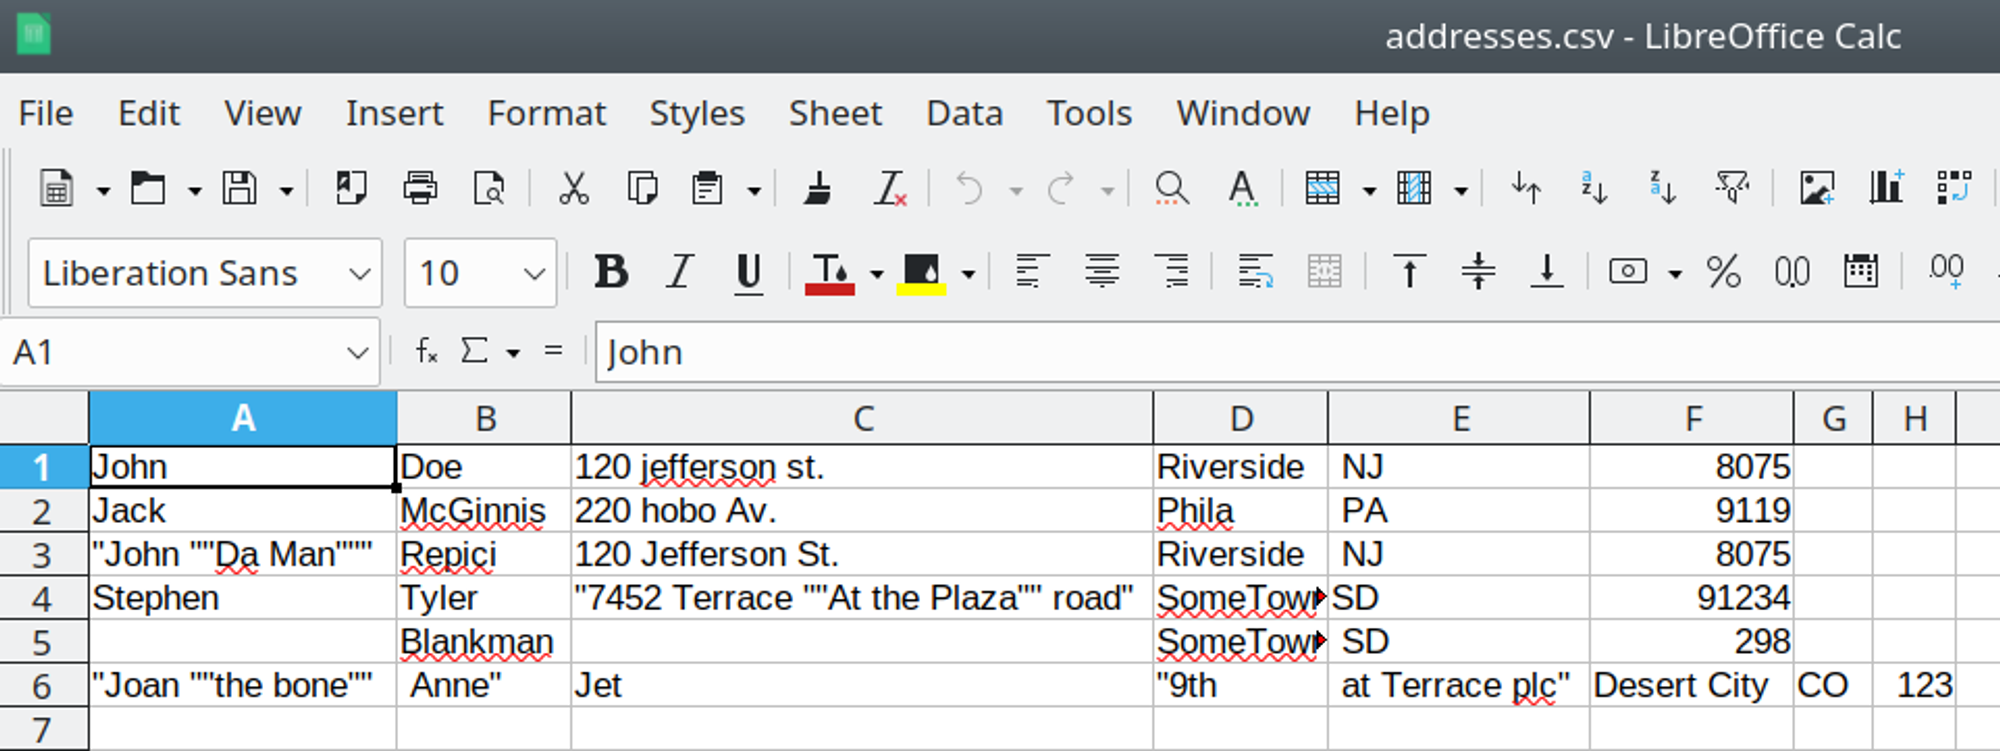 addresses.csv - LibreOffice Calc
File Edit View Insert Format Styles Sheet Data Tools Window Help
Liberation Sans 10
A1 John
A B C D E F G H
1 John Doe 120 jefferson st. Riverside NJ 8075
2 Jack McGinnis 220 hobo Av. Phila PA 9119
3 "John ""Da Man""" Repici 120 Jefferson St. Riverside NJ 8075
4 Stephen Tyler "7452 Terrace ""At the Plaza"" road" SomeTown SD 91234
5 Blankman SomeTown SD 298
6 "Joan ""the bone"" Anne" Jet "9th at Terrace plc" Desert City CO 123
7